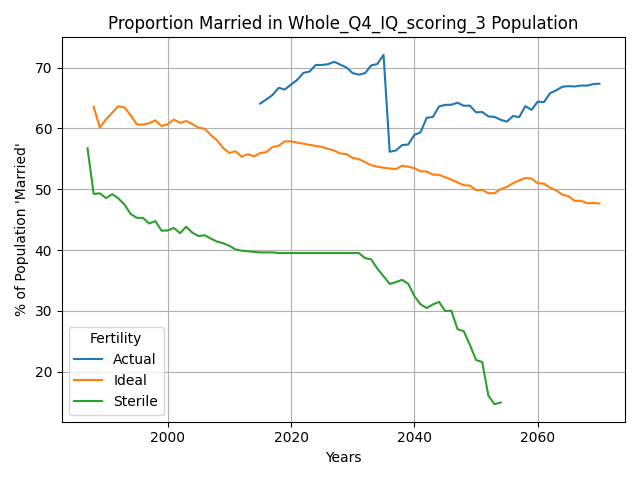 Proportion Married in Whole_Q4_IQ_scoring_3 Population
% of Population 'Married'
70
60
50
40
30
20
Fertility
Actual
Ideal
Sterile
2000
2020
2040
2060
Years